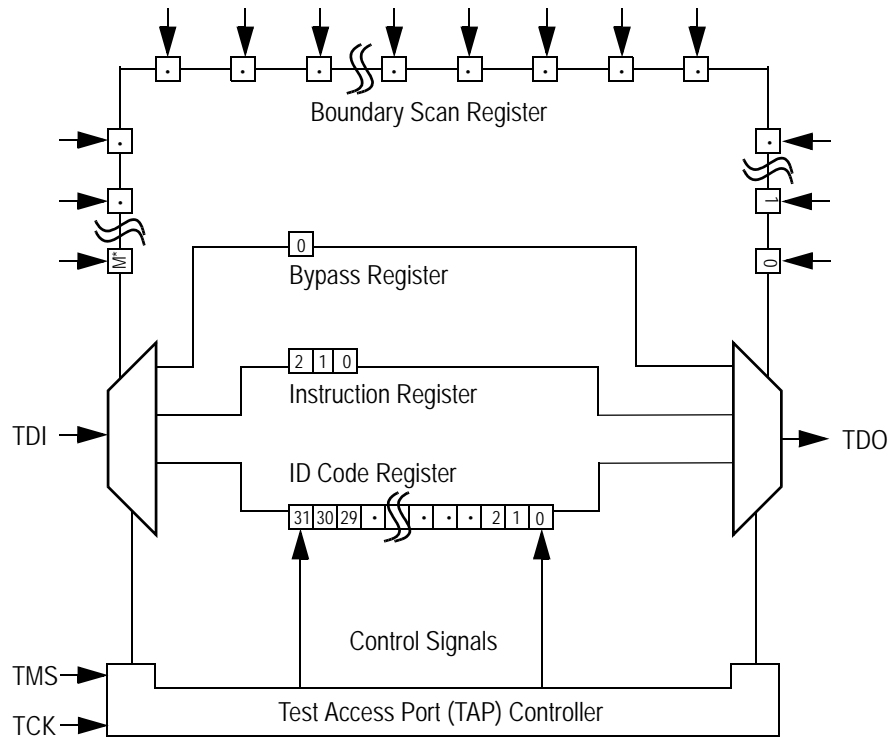 · · · · · · · ·
Boundary Scan Register
· ·
· 1
M* 0
0
Bypass Register
2 1 0
Instruction Register
TDI TDO
ID Code Register
31 30 29 · · · · 2 1 0
Control Signals
TMS
Test Access Port (TAP) Controller
TCK